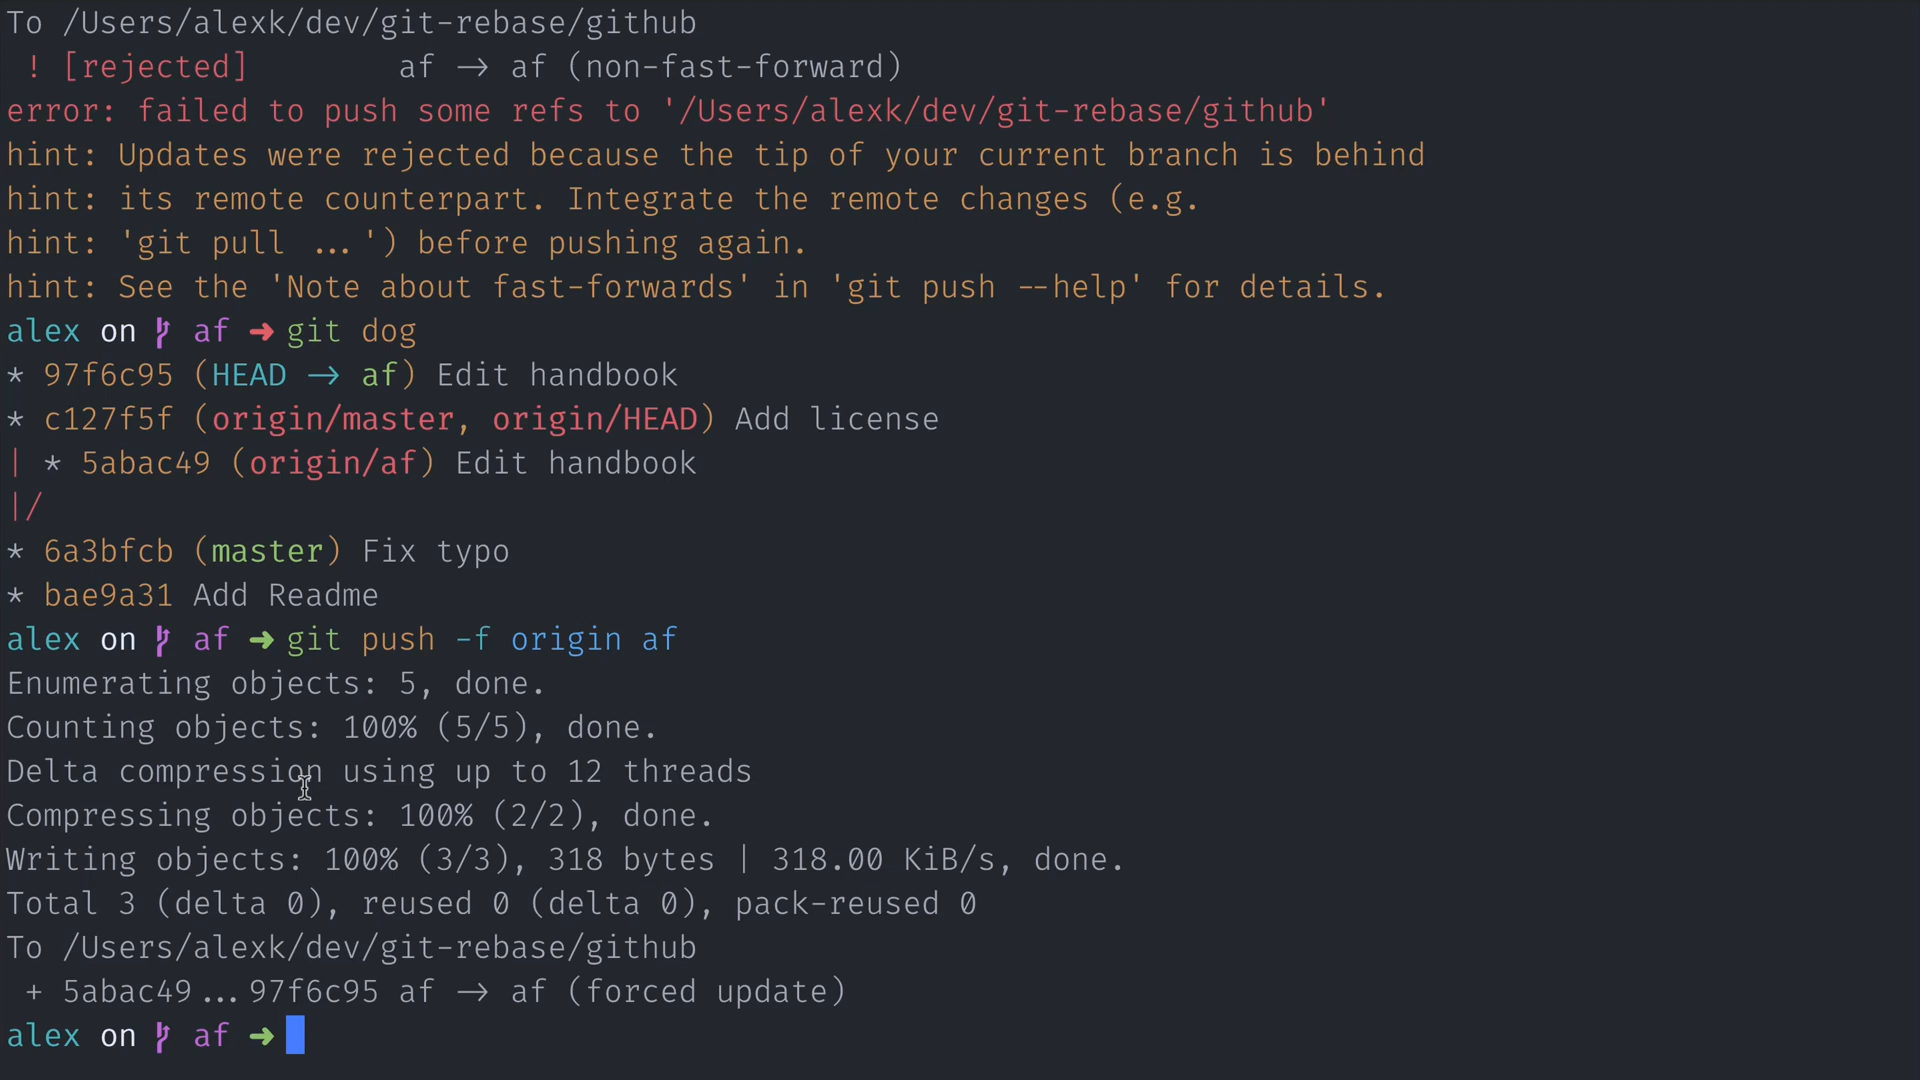 To /Users/alexk/dev/git-rebase/github
 ! [rejected]        af -> af (non-fast-forward)
error: failed to push some refs to '/Users/alexk/dev/git-rebase/github'
hint: Updates were rejected because the tip of your current branch is behind
hint: its remote counterpart. Integrate the remote changes (e.g.
hint: 'git pull ...') before pushing again.
hint: See the 'Note about fast-forwards' in 'git push --help' for details.
alex on af ➜ git dog
* 97f6c95 (HEAD -> af) Edit handbook
* c127f5f (origin/master, origin/HEAD) Add license
| * 5abac49 (origin/af) Edit handbook
|/
* 6a3bfcb (master) Fix typo
* bae9a31 Add Readme
alex on af ➜ git push -f origin af
Enumerating objects: 5, done.
Counting objects: 100% (5/5), done.
Delta compression using up to 12 threads
Compressing objects: 100% (2/2), done.
Writing objects: 100% (3/3), 318 bytes | 318.00 KiB/s, done.
Total 3 (delta 0), reused 0 (delta 0), pack-reused 0
To /Users/alexk/dev/git-rebase/github
 + 5abac49...97f6c95 af -> af (forced update)
alex on af ➜